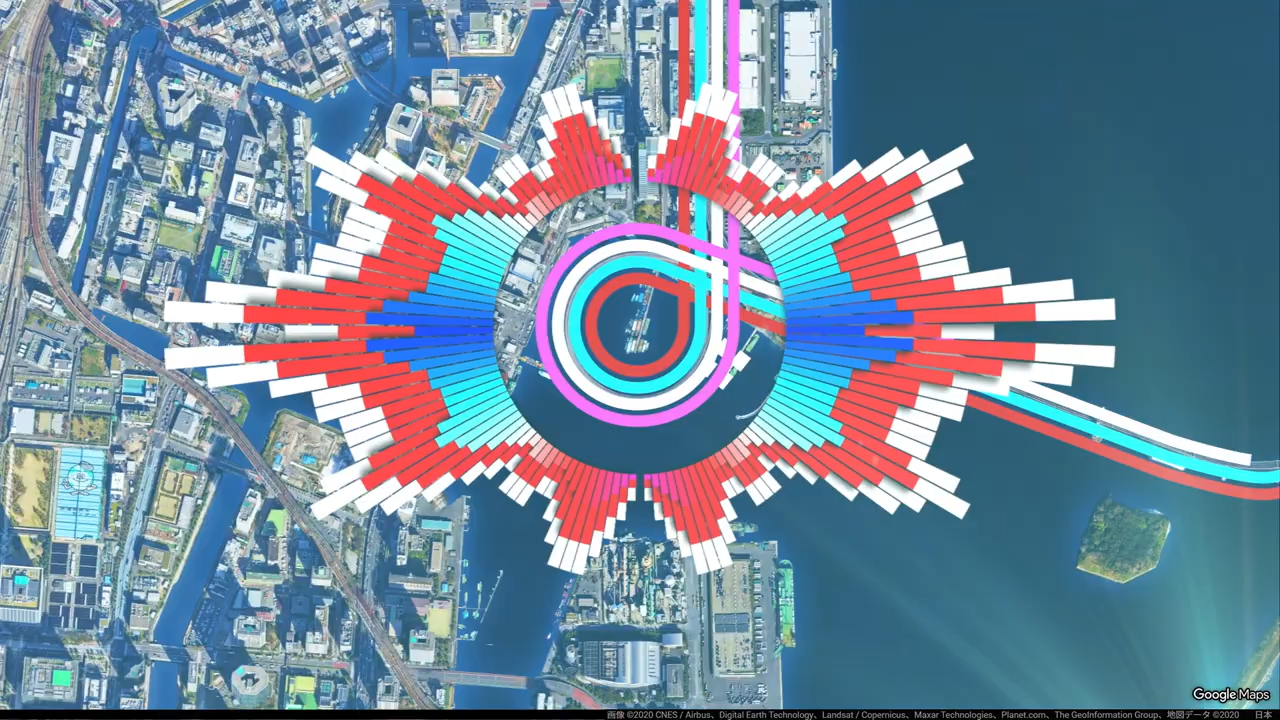 Google Maps
画像 ©2020 CNES / Airbus、Digital Earth Technology、Landsat / Copernicus、Maxar Technologies、Planet.com、The GeoInformation Group、地図データ ©2020 日本